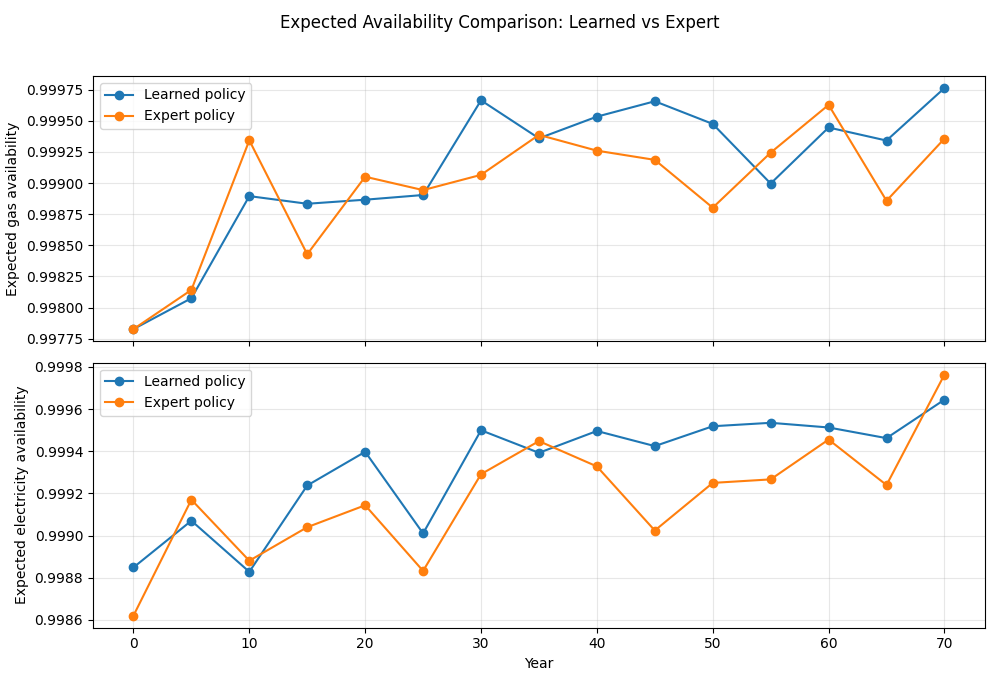 Expected Availability Comparison: Learned vs Expert
Expected gas availability
0.99975
0.99950
0.99925
0.99900
0.99875
0.99850
0.99825
0.99800
0.99775
Learned policy
Expert policy
Expected electricity availability
0.9998
0.9996
0.9994
0.9992
0.9990
0.9988
0.9986
Learned policy
Expert policy
0 10 20 30 40 50 60 70
Year